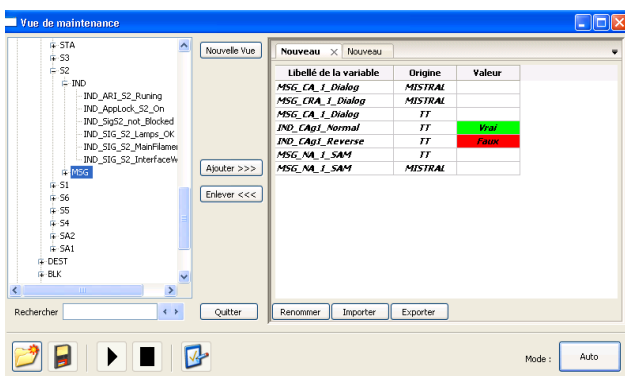 Vue de maintenance
STA
S3
S2
IND
IND_ARI_S2_Runing
IND_AppLock_S2_On
IND_SigS2_not_Blocked
IND_SIG_S2_Lamps_OK
IND_SIG_S2_MainFilamen
IND_SIG_S2_InterfaceW
MSG
S1
S6
S5
S4
SA2
SA1
DEST
BLK
Rechercher
Nouvelle Vue
Ajouter >>>
Enlever <<<
Quitter
Nouveau Nouveau
Libellé de la variable Origine Valeur
MSG_CA_1_Dialog MISTRAL
MSG_CRA_1_Dialog MISTRAL
MSG_CA_1_Dialog TT
IND_CAg1_Normal TT Vrai
IND_CAg1_Reverse TT Faux
MSG_NA_1_SAM TT
MSG_NA_1_SAM MISTRAL
Renommer Importer Exporter
Mode : Auto